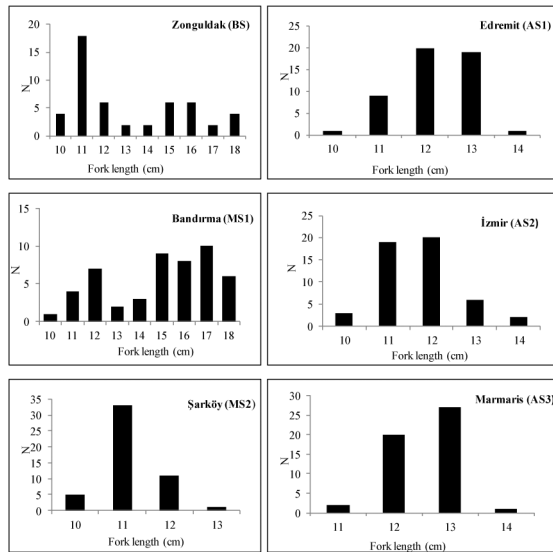 Zonguldak (BS)
20
15
10
5
0
N
10 11 12 13 14 15 16 17 18
Fork length (cm)
Edremit (AS1)
25
20
15
10
5
0
N
10 11 12 13 14
Fork length (cm)
Bandırma (MS1)
15
10
5
0
N
10 11 12 13 14 15 16 17 18
Fork length (cm)
İzmir (AS2)
25
20
15
10
5
0
N
10 11 12 13 14
Fork length (cm)
Şarköy (MS2)
35
30
25
20
15
10
5
0
N
10 11 12 13
Fork length (cm)
Marmaris (AS3)
30
20
10
0
N
11 12 13 14
Fork length (cm)